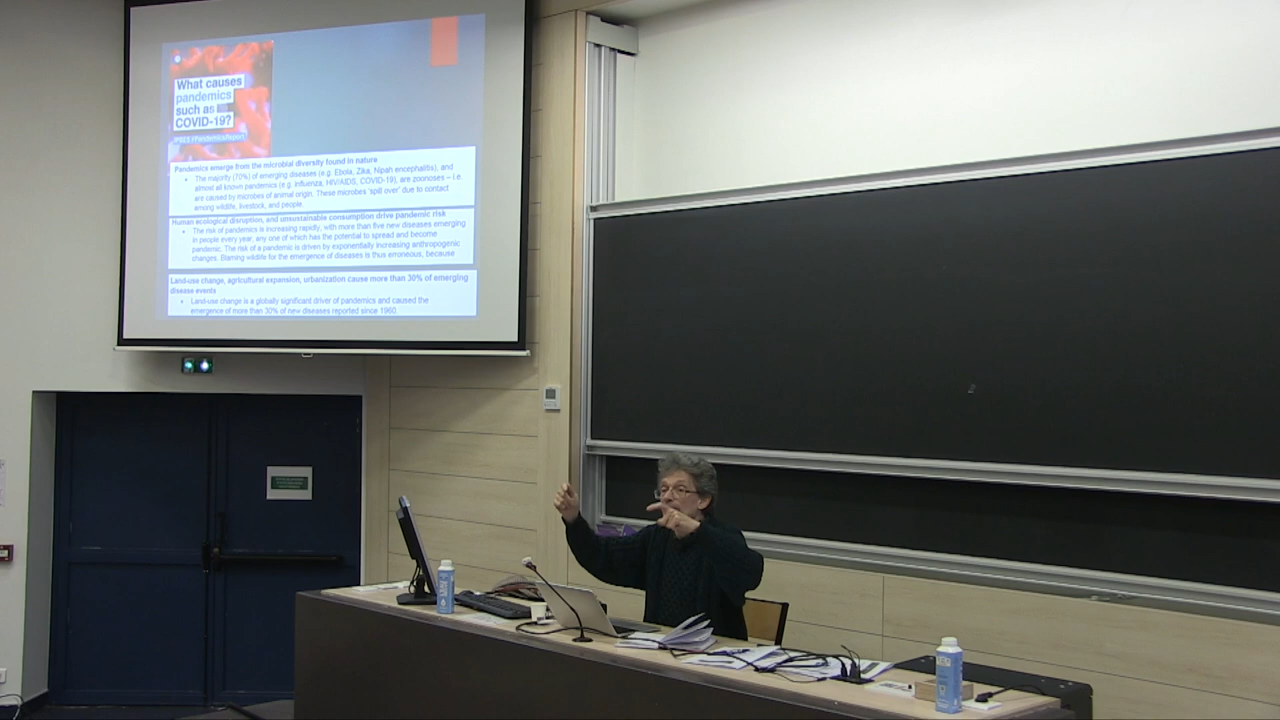 What causes
pandemics
such as
COVID-19?
IPBES #PandemicsReport
Pandemics emerge from the microbial diversity found in nature
• The majority (70%) of emerging diseases (e.g. Ebola, Zika, Nipah encephalitis), and
almost all known pandemics (e.g. influenza, HIV/AIDS, COVID-19), are zoonoses – i.e.
are caused by microbes of animal origin. These microbes 'spill over' due to contact
among wildlife, livestock, and people.
Human ecological disruption, and unsustainable consumption drive pandemic risk
• The risk of pandemics is increasing rapidly, with more than five new diseases emerging
in people every year, any one of which has the potential to spread and become
pandemic. The risk of a pandemic is driven by exponentially increasing anthropogenic
changes. Blaming wildlife for the emergence of diseases is thus erroneous, because
Land-use change, agricultural expansion, urbanization cause more than 30% of emerging
disease events
• Land-use change is a globally significant driver of pandemics and caused the
emergence of more than 30% of new diseases reported since 1960